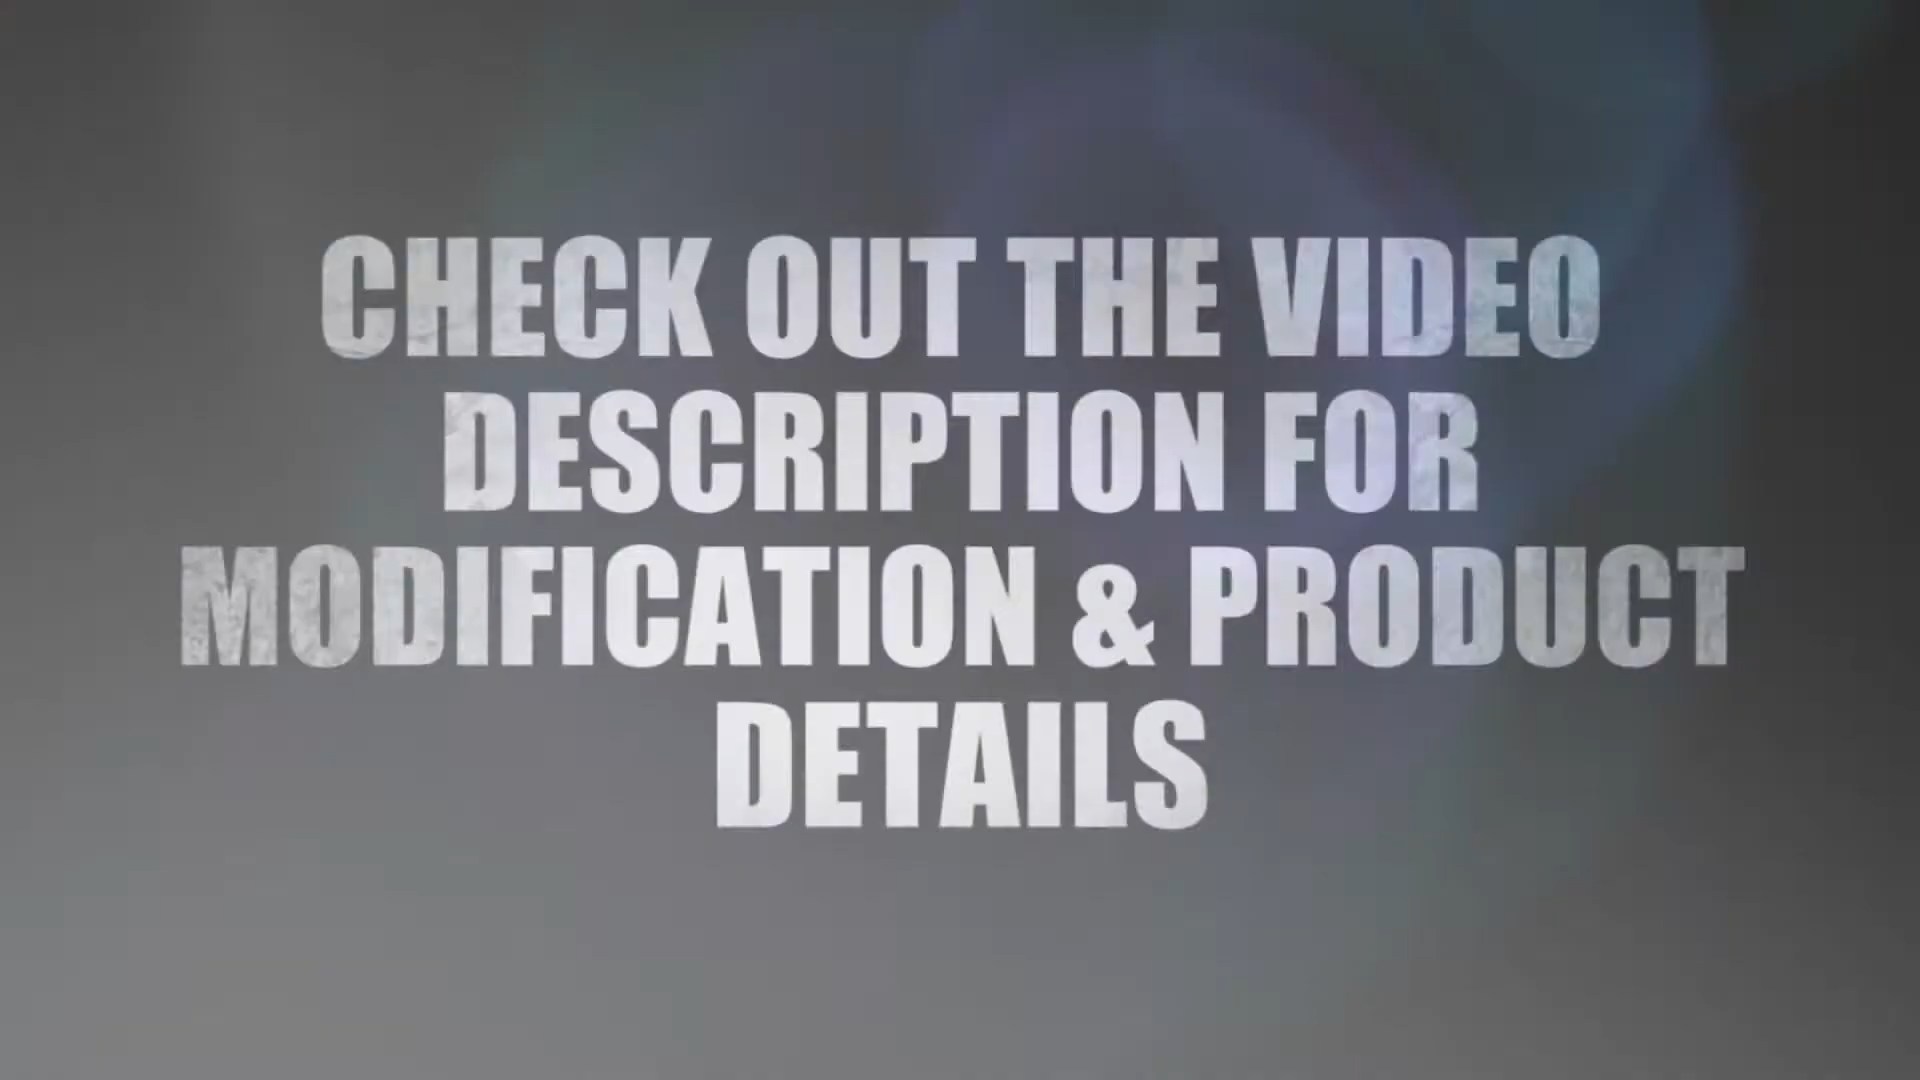 CHECK OUT THE VIDEO
DESCRIPTION FOR
MODIFICATION & PRODUCT
DETAILS